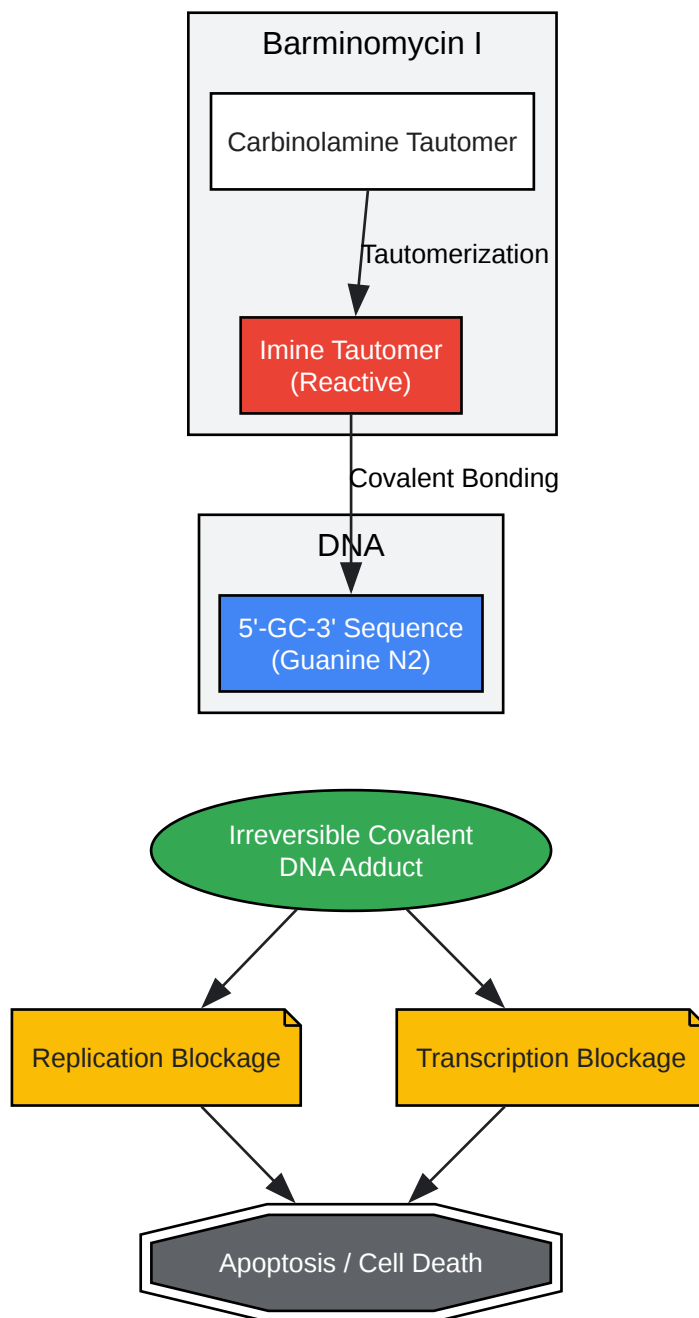 Barminomycin I
Carbinolamine Tautomer
Tautomerization
Imine Tautomer
(Reactive)
Covalent Bonding
DNA
5'-GC-3' Sequence
(Guanine N2)
Irreversible Covalent
DNA Adduct
Replication Blockage
Transcription Blockage
Apoptosis / Cell Death